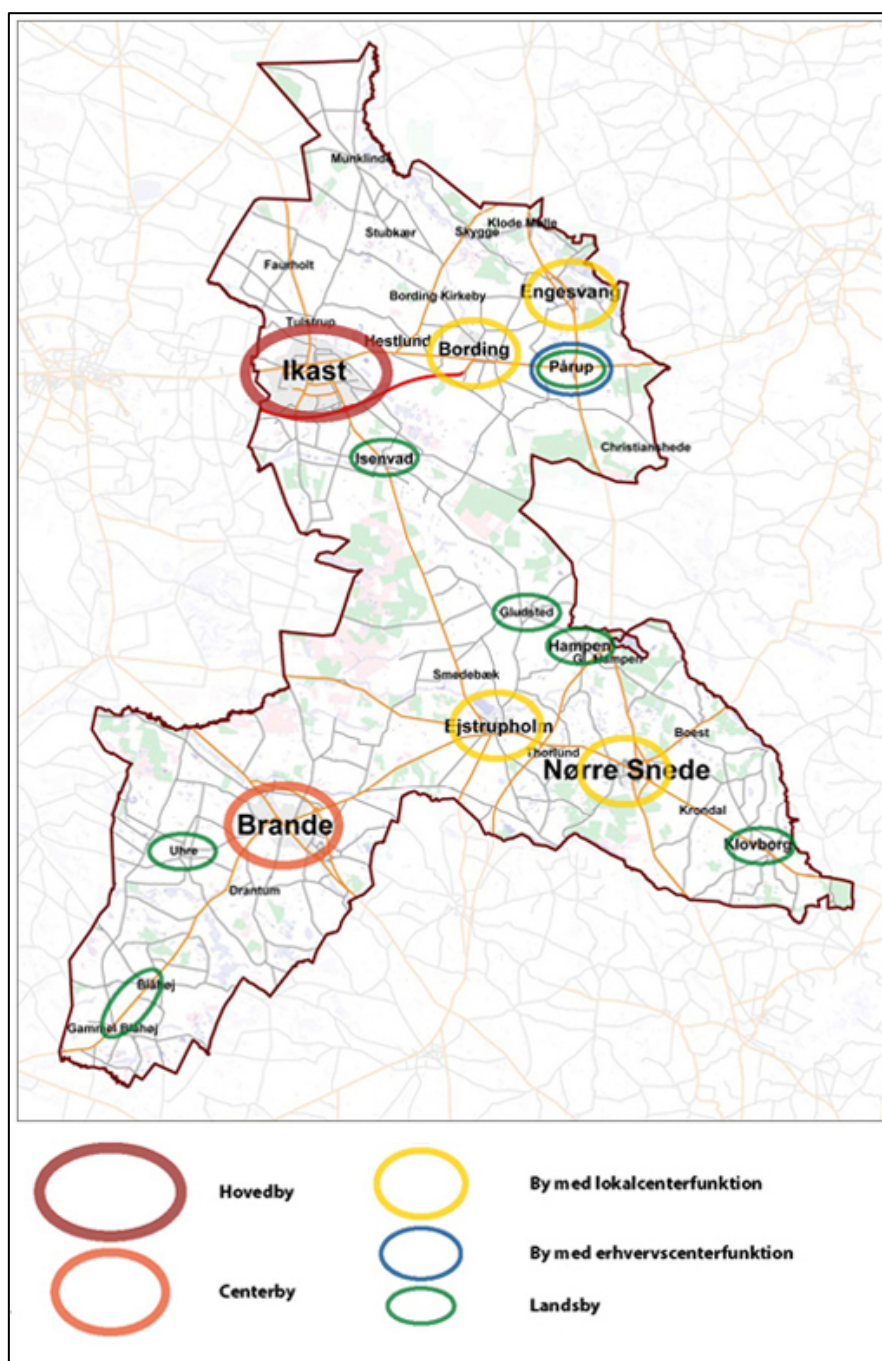 Munklinde
Klode Mølle
Stubkær
Skygge
Faurholt
Engesvang
Bording Kirkeby
Tulstrup
Hestlund
Bording
Ikast
Pårup
Christianshede
Isenvad
Gludsted
Hampen
Gl. Hampen
Smedebæk
Ejstrupholm
Boest
Thorlund
Nørre Snede
Krondal
Brande
Klovborg
Uhre
Drantum
Blåhøj
Gammel Blåhøj
Hovedby
By med lokalcenterfunktion
By med erhvervscenterfunktion
Centerby
Landsby